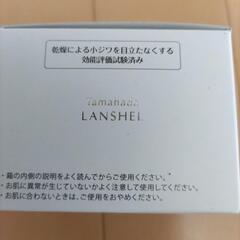 乾燥による小ジワを目立たなくする
効能評価試験済み
Tamahada
LANSHEL
・箱の内側の説明をよく読んでからご使用ください。
・お肌に異常が生じていないかよく注意して使用してください。
・お肌に合わないときは、ご使用をおやめください。